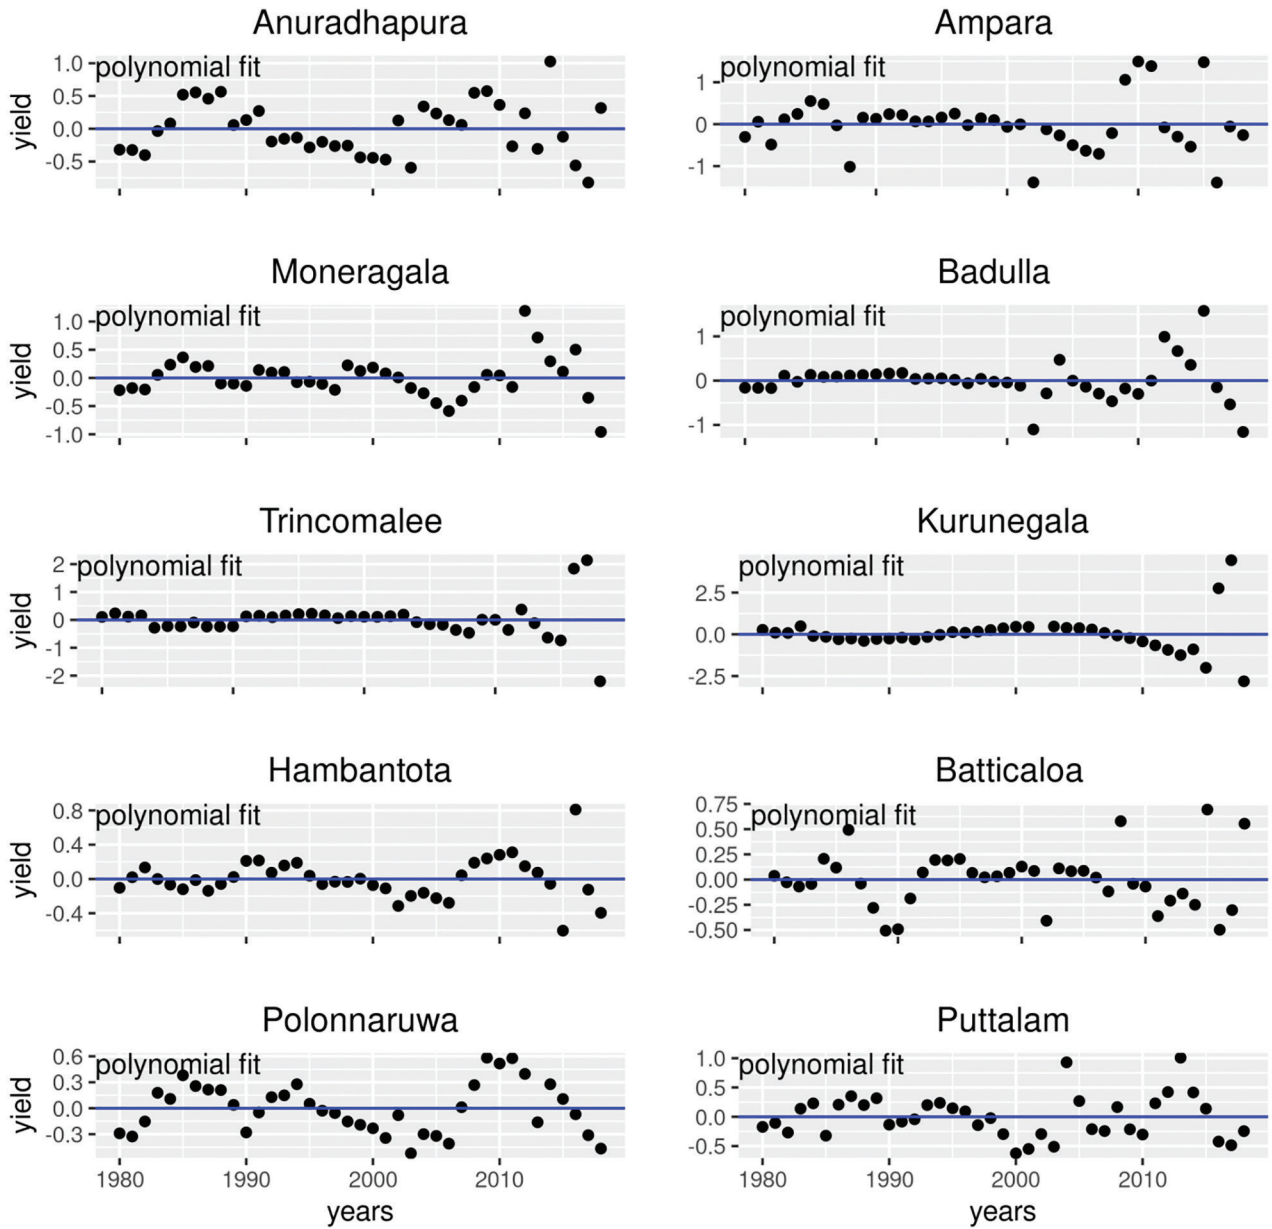 Anuradhapura
polynomial fit
yield
1.0
0.5
0.0
-0.5
Ampara
polynomial fit
1
0
-1
Moneragala
polynomial fit
yield
1.0
0.5
0.0
-0.5
-1.0
Badulla
polynomial fit
1
0
-1
Trincomalee
polynomial fit
yield
2
1
0
-1
-2
Kurunegala
polynomial fit
2.5
0.0
-2.5
Hambantota
polynomial fit
yield
0.8
0.4
0.0
-0.4
Batticaloa
polynomial fit
0.75
0.50
0.25
0.00
-0.25
-0.50
Polonnaruwa
polynomial fit
yield
0.6
0.3
0.0
-0.3
1980 1990 2000 2010
years
Puttalam
polynomial fit
1.0
0.5
0.0
-0.5
1980 1990 2000 2010
years